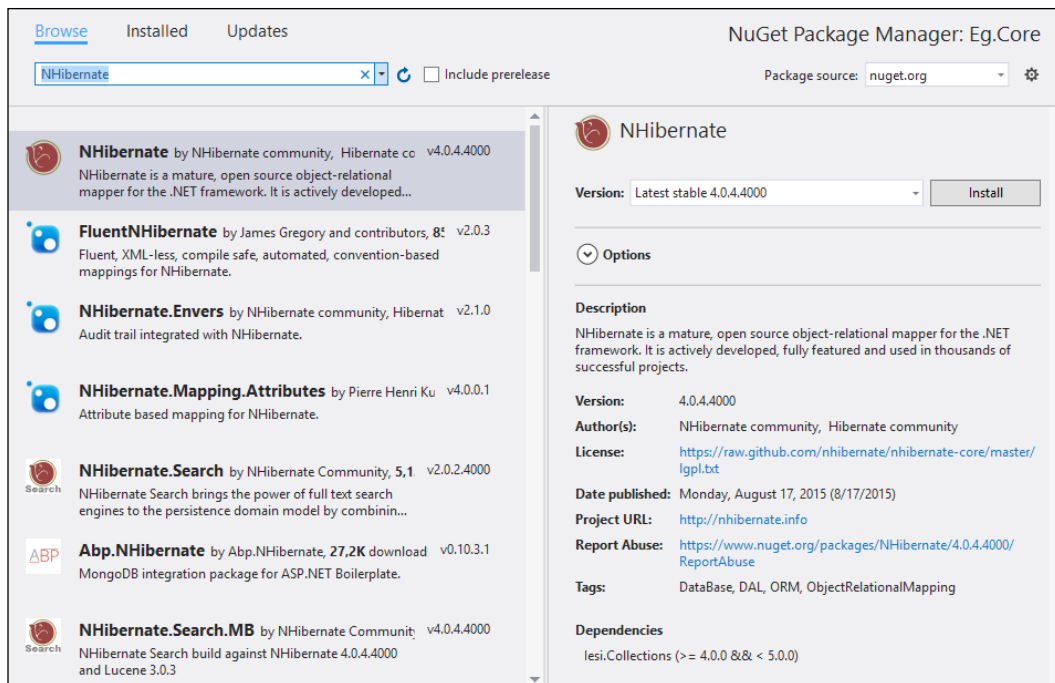 Browse Installed Updates
NuGet Package Manager: Eg.Core
NHibernate
Include prerelease
Package source: nuget.org
NHibernate by NHibernate community, Hibernate co v4.0.4.4000
NHibernate is a mature, open source object-relational
mapper for the .NET framework. It is actively developed...
FluentNHibernate by James Gregory and contributors, 85 v2.0.3
Fluent, XML-less, compile safe, automated, convention-based
mappings for NHibernate.
NHibernate.Envers by NHibernate community, Hibernat v2.1.0
Audit trail integrated with NHibernate.
NHibernate.Mapping.Attributes by Pierre Henri Ku v4.0.0.1
Attribute based mapping for NHibernate.
Search
NHibernate.Search by NHibernate Community, 5,1 v2.0.2.4000
NHibernate Search brings the power of full text search
engines to the persistence domain model by combinin...
ABP
Abp.NHibernate by Abp.NHibernate, 27,2K download v0.10.3.1
MongoDB integration package for ASP.NET Boilerplate.
Search
NHibernate.Search.MB by NHibernate Community v4.0.4.4000
NHibernate Search build against NHibernate 4.0.4.4000
and Lucene 3.0.3
NHibernate
Version: Latest stable 4.0.4.4000 Install
Options
Description
NHibernate is a mature, open source object-relational mapper for the .NET
framework. It is actively developed, fully featured and used in thousands of
successful projects.
Version: 4.0.4.4000
Author(s): NHibernate community, Hibernate community
License: https://raw.github.com/nhibernate/nhibernate-core/master/
lgpl.txt
Date published: Monday, August 17, 2015 (8/17/2015)
Project URL: http://nhibernate.info
Report Abuse: https://www.nuget.org/packages/NHibernate/4.0.4.4000/
ReportAbuse
Tags: DataBase, DAL, ORM, ObjectRelationalMapping
Dependencies
Iesi.Collections (>= 4.0.0 && < 5.0.0)